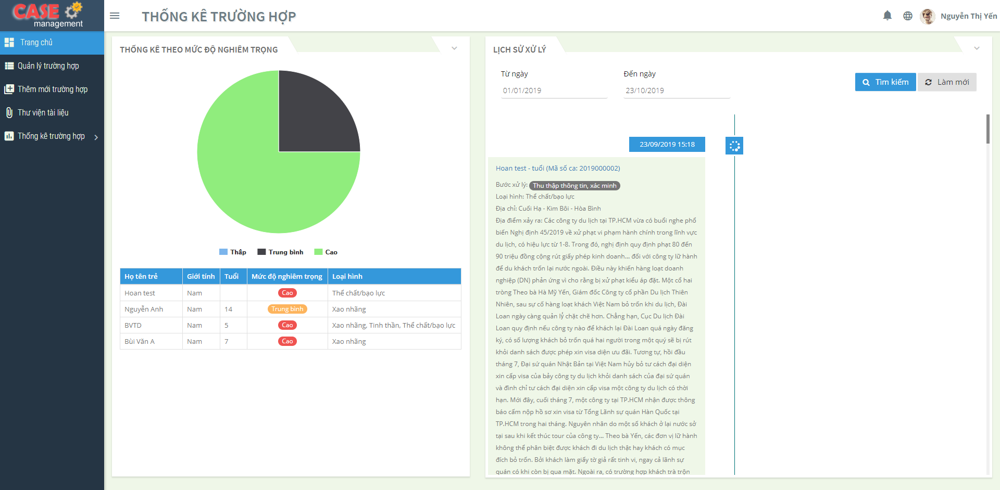 CASE
management
THỐNG KÊ TRƯỜNG HỢP
Nguyễn Thị Yến
Trang chủ
Quản lý trường hợp
Thêm mới trường hợp
Thư viện tài liệu
Thống kê trường hợp
THỐNG KÊ THEO MỨC ĐỘ NGHIÊM TRỌNG
Thấp Trung bình Cao
Họ tên trẻ Giới tính Tuổi Mức độ nghiêm trọng Loại hình
Hoan test Nam Cao Thể chất/bạo lực
Nguyễn Anh Nam 14 Trung bình Xao nhãng
BVTD Nam 5 Cao Xao nhãng, Tinh thần, Thể chất/bạo lực
Bùi Văn A Nam 7 Cao Xao nhãng
LỊCH SỬ XỬ LÝ
Từ ngày Đến ngày
01/01/2019 23/10/2019
Tìm kiếm Làm mới
23/09/2019 15:18
Hoan test - tuổi (Mã số ca: 2019000002)
Bước xử lý: Thu thập thông tin, xác minh
Loại hình: Thể chất/bạo lực
Địa chỉ: Cuối Hạ - Kim Bôi - Hòa Bình
Địa điểm xảy ra: Các công ty du lịch tại TP.HCM vừa có buổi nghe phổ
biến Nghị định 45/2019 về xử phạt vi phạm hành chính trong lĩnh vực
du lịch, có hiệu lực từ 1-8. Trong đó, nghị định quy định phạt 80 đến
90 triệu đồng cộng rút giấy phép kinh doanh... đối với công ty lữ hành
để du khách trốn lại nước ngoài. Điều này khiến hàng loạt doanh
nghiệp (DN) phản ứng vì cho rằng bị xử phạt kiểu áp đặt. Một cổ hai
tròng Theo bà Hà Mỹ Yến, Giám đốc Công ty cổ phần Du lịch Thiên
Nhiên, sau sự cố hàng loạt khách Việt Nam bỏ trốn khi du lịch, Đài
Loan ngày càng quản lý chặt chẽ hơn. Chẳng hạn, Cục Du lịch Đài
Loan quy định nếu công ty nào để khách lại Đài Loan quá ngày đăng
ký, có số lượng khách bỏ trốn quá hai người trong một quý sẽ bị rút
khỏi danh sách được phép xin visa diện ưu đãi. Tương tự, hồi đầu
tháng 7, Đại sứ quán Nhật Bản tại Việt Nam hủy bỏ tư cách đại diện
xin cấp visa của bảy công ty du lịch khỏi danh sách của đại sứ quán
và đình chỉ tư cách đại diện xin cấp visa một công ty du lịch có thời
hạn. Mới đây, cuối tháng 7, một công ty tại TP.HCM nhận được thông
báo cấm nộp hồ sơ xin visa từ Tổng Lãnh sự quán Hàn Quốc tại
TP.HCM trong hai tháng. Nguyên nhân do một số khách ở lại nước sở
tại sau khi kết thúc tour của công ty... Theo bà Yến, các đơn vị lữ hành
không thể phân biệt được khách đi du lịch thật hay khách có mục
đích bỏ trốn. Bởi khách làm giấy tờ giả rất tinh vi, ngay cả lãnh sự
quán có khi còn bị qua mặt. Ngoài ra, có trường hợp khách trà trộn